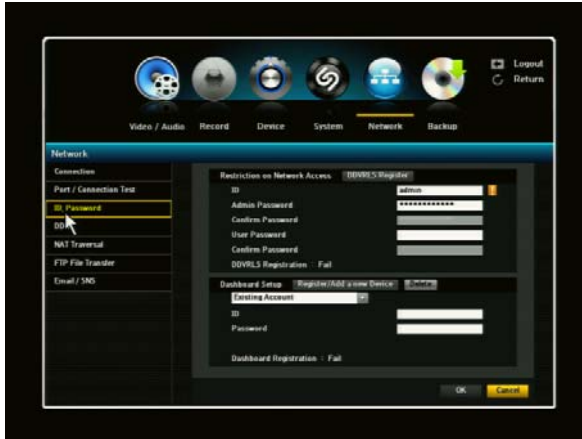 Logout
Return
Video / Audio Record Device System Network Backup
Network
Connection
Port / Connection Test
ID, Password
NAT Traversal
FTP File Transfer
Email / SNS
Restriction on Network Access DDVRLS Register
ID admin
Admin Password ************
Confirm Password
User Password
Confirm Password
DDVRLS Registration : Fail
Dashboard Setup Register/Add a new Device Delete
Existing Account
ID
Password
Dashboard Registration : Fail
OK Cancel